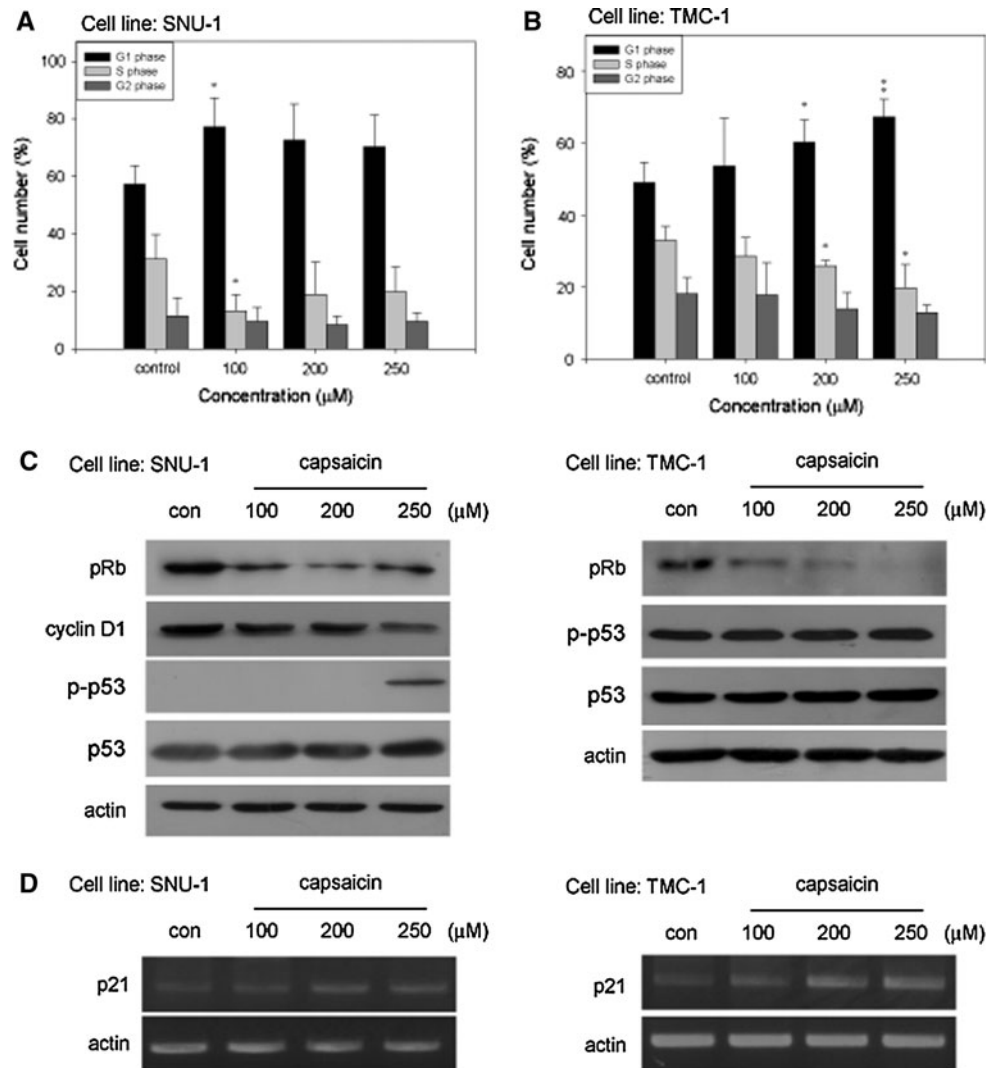 A Cell line: SNU-1
G1 phase
S phase
G2 phase
Cell number (%)
100
80
60
40
20
0
*
*
control 100 200 250
Concentration (μM)
B Cell line: TMC-1
G1 phase
S phase
G2 phase
Cell number (%)
80
60
40
20
0
*
*
**
*
control 100 200 250
Concentration (μM)
C Cell line: SNU-1 capsaicin
con 100 200 250 (μM)
pRb
cyclin D1
p-p53
p53
actin
Cell line: TMC-1 capsaicin
con 100 200 250 (μM)
pRb
p-p53
p53
actin
D Cell line: SNU-1 capsaicin
con 100 200 250 (μM)
p21
actin
Cell line: TMC-1 capsaicin
con 100 200 250 (μM)
p21
actin